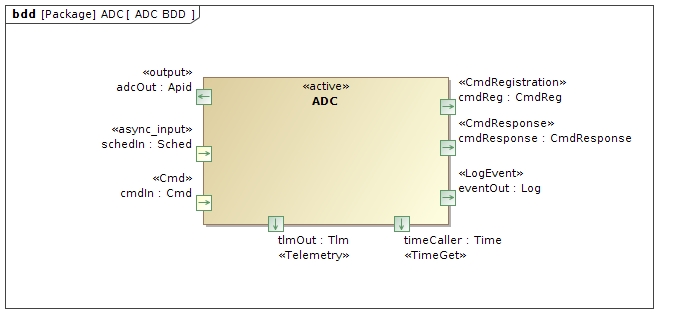 bdd [Package] ADC [ ADC BDD ]
«output»
adcOut : Apid
«async_input»
schedIn : Sched
«Cmd»
cmdIn : Cmd
«active»
ADC
«CmdRegistration»
cmdReg : CmdReg
«CmdResponse»
cmdResponse : CmdResponse
«LogEvent»
eventOut : Log
tlmOut : Tlm
«Telemetry»
timeCaller : Time
«TimeGet»